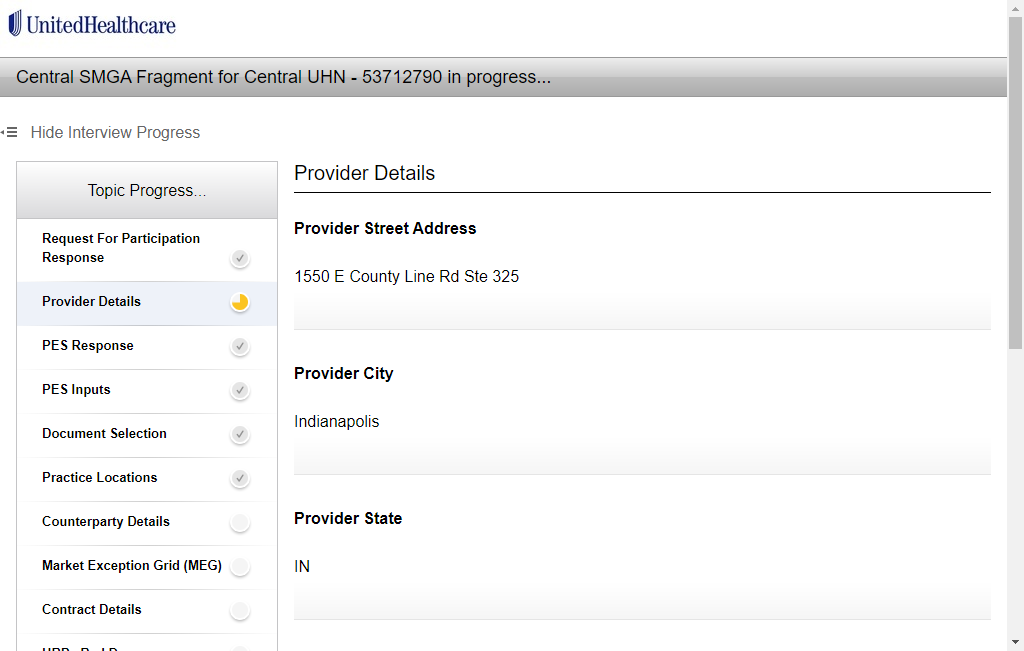 UnitedHealthcare
Central SMGA Fragment for Central UHN - 53712790 in progress...
Hide Interview Progress
Topic Progress...
Request For Participation
Response
Provider Details
PES Response
PES Inputs
Document Selection
Practice Locations
Counterparty Details
Market Exception Grid (MEG)
Contract Details
Provider Details
Provider Street Address
1550 E County Line Rd Ste 325
Provider City
Indianapolis
Provider State
IN